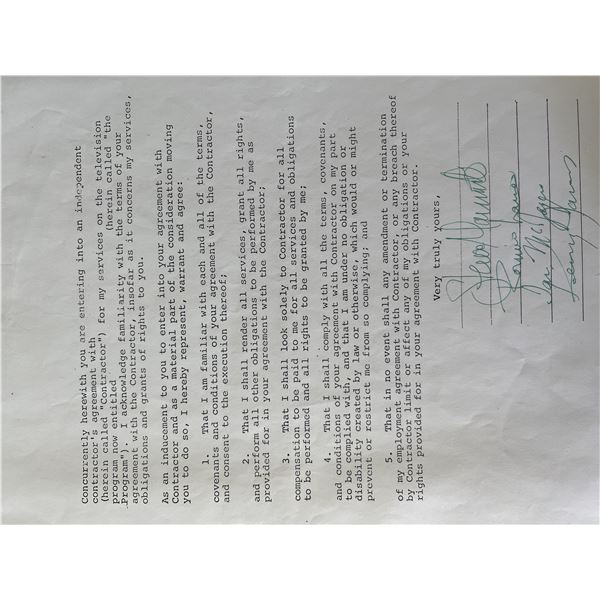 Concurrently herewith you are entering into an independent
contractor's agreement with
(herein called "Contractor") for my services on the television
program now entitled (herein called "the
Program"). I acknowledge familiarity with the terms of your
agreement with the Contractor, insofar as it concerns my services,
obligations and grants of rights to you.
As an inducement to you to enter into your agreement with
Contractor and as a material part of the consideration moving
you to do so, I hereby represent, warrant and agree:
1. That I am familiar with each and all of the terms,
covenants and conditions of your agreement with the Contractor,
and consent to the execution thereof;
2. That I shall render all services, grant all rights,
and perform all other obligations to be performed by me as
provided for in your agreement with the Contractor;
3. That I shall look solely to Contractor for all
compensation to be paid to me for all services and obligations
to be performed and all rights to be granted by me;
4. That I shall comply with all the terms, covenants,
and conditions of your agreement with Contractor on my part
to be complied with, and that I am under no obligation or
disability created by law or otherwise, which would or might
prevent or restrict me from so complying; and
5. That in no event shall any amendment or termination
of my employment agreement with Contractor, or any breach thereof
by Contractor limit or affect any of my obligations or your
rights provided for in your agreement with Contractor.
Very truly yours,